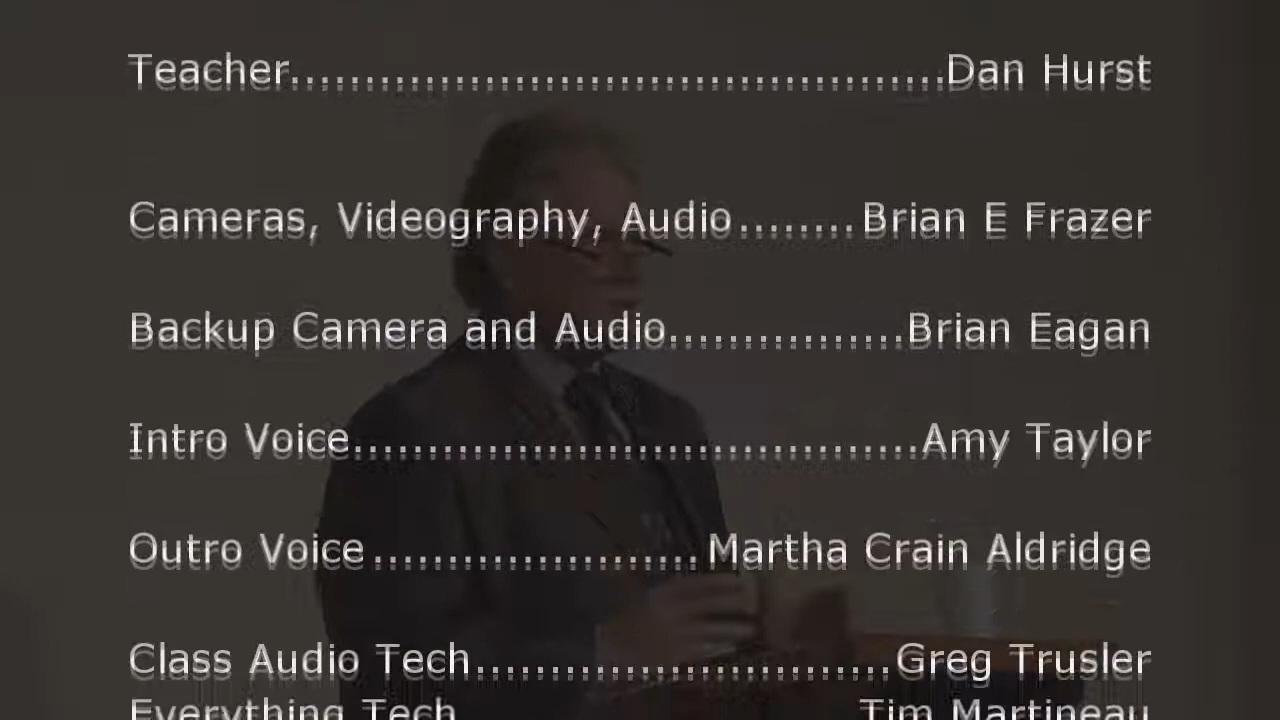 Teacher...........................................Dan Hurst
Cameras, Videography, Audio........Brian E Frazer
Backup Camera and Audio................Brian Eagan
Intro Voice.....................................Amy Taylor
Outro Voice......................Martha Crain Aldridge
Class Audio Tech...........................Greg Trusler
Everything Tech Tim Martineau